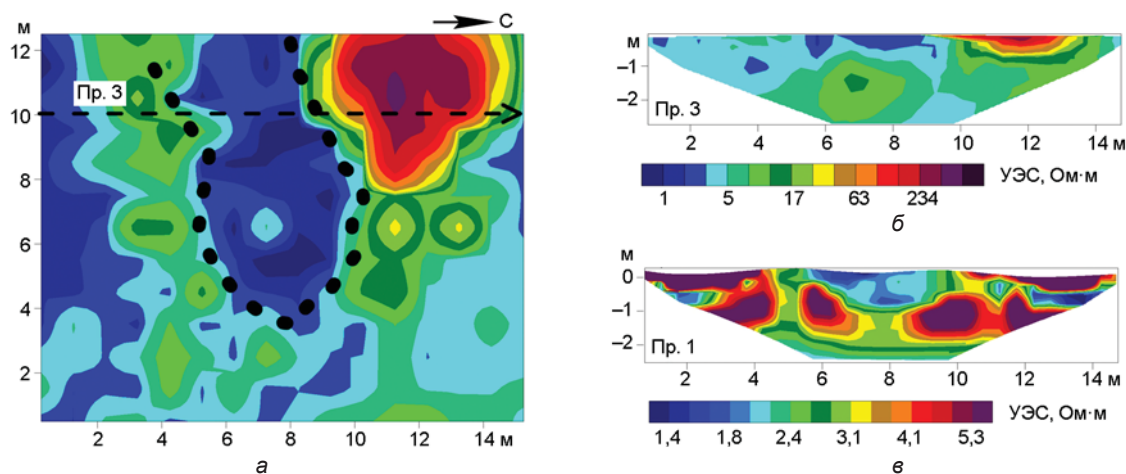 м
12
10
8
6
4
2
Пр. 3
С
2 4 6 8 10 12 14 м
а
м
–1
–2
Пр. 3
2 4 6 8 10 12 14 м
УЭС, Ом·м
1 5 17 63 234
б
м
0
–1
–2
Пр. 1
2 4 6 8 10 12 14 м
УЭС, Ом·м
1,4 1,8 2,4 3,1 4,1 5,3
в